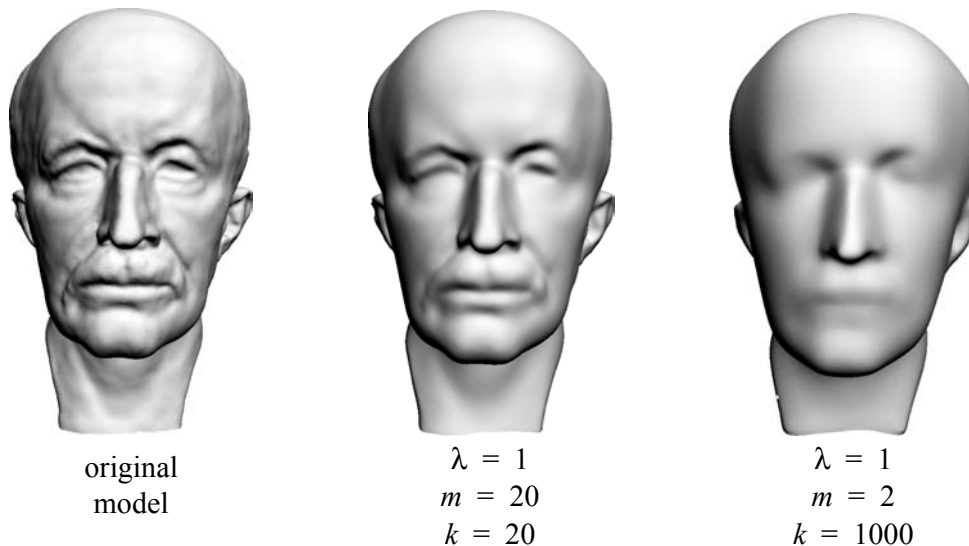 original
model
λ = 1
m = 20
k = 20
λ = 1
m = 2
k = 1000